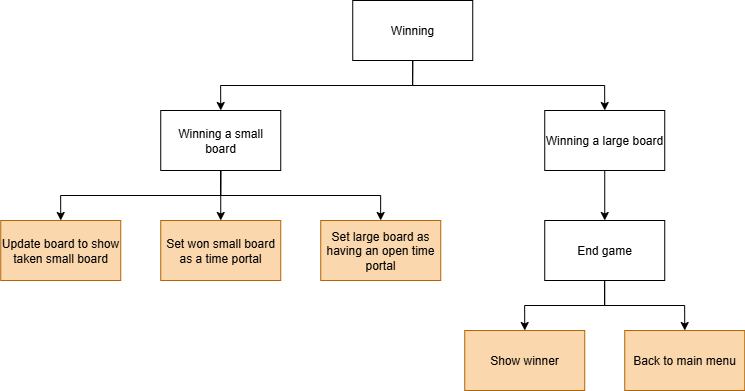 Winning
Winning a small
board
Winning a large board
Update board to show
taken small board
Set won small board
as a time portal
Set large board as
having an open time
portal
End game
Show winner
Back to main menu